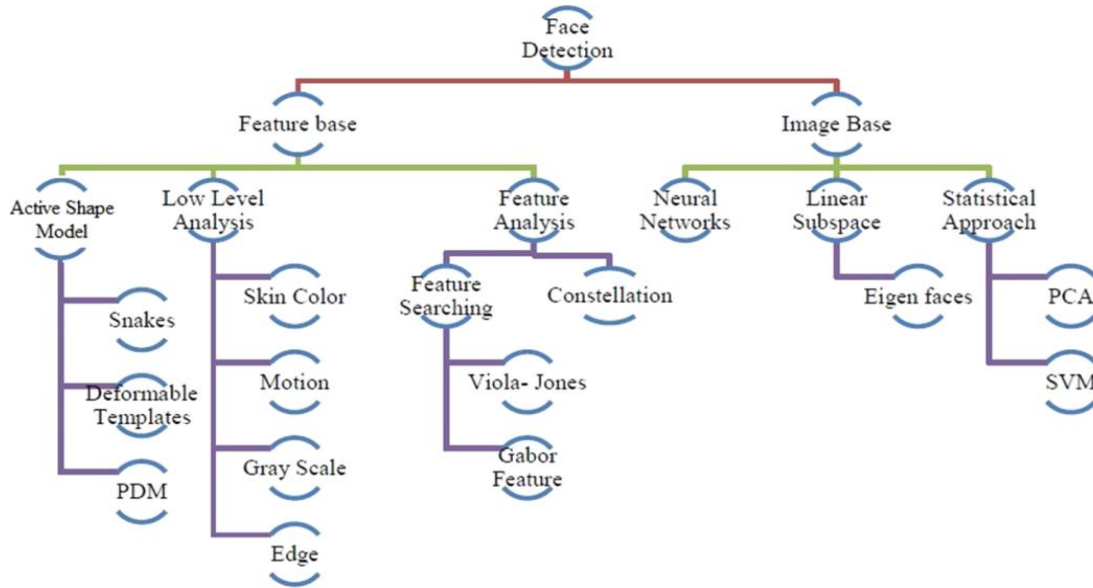 Face
Detection
Feature base
Image Base
Active Shape
Model
Low Level
Analysis
Feature
Analysis
Neural
Networks
Linear
Subspace
Statistical
Approach
Snakes
Deformable
Templates
PDM
Skin Color
Motion
Gray Scale
Edge
Feature
Searching
Constellation
Viola- Jones
Gabor
Feature
Eigen faces
PCA
SVM